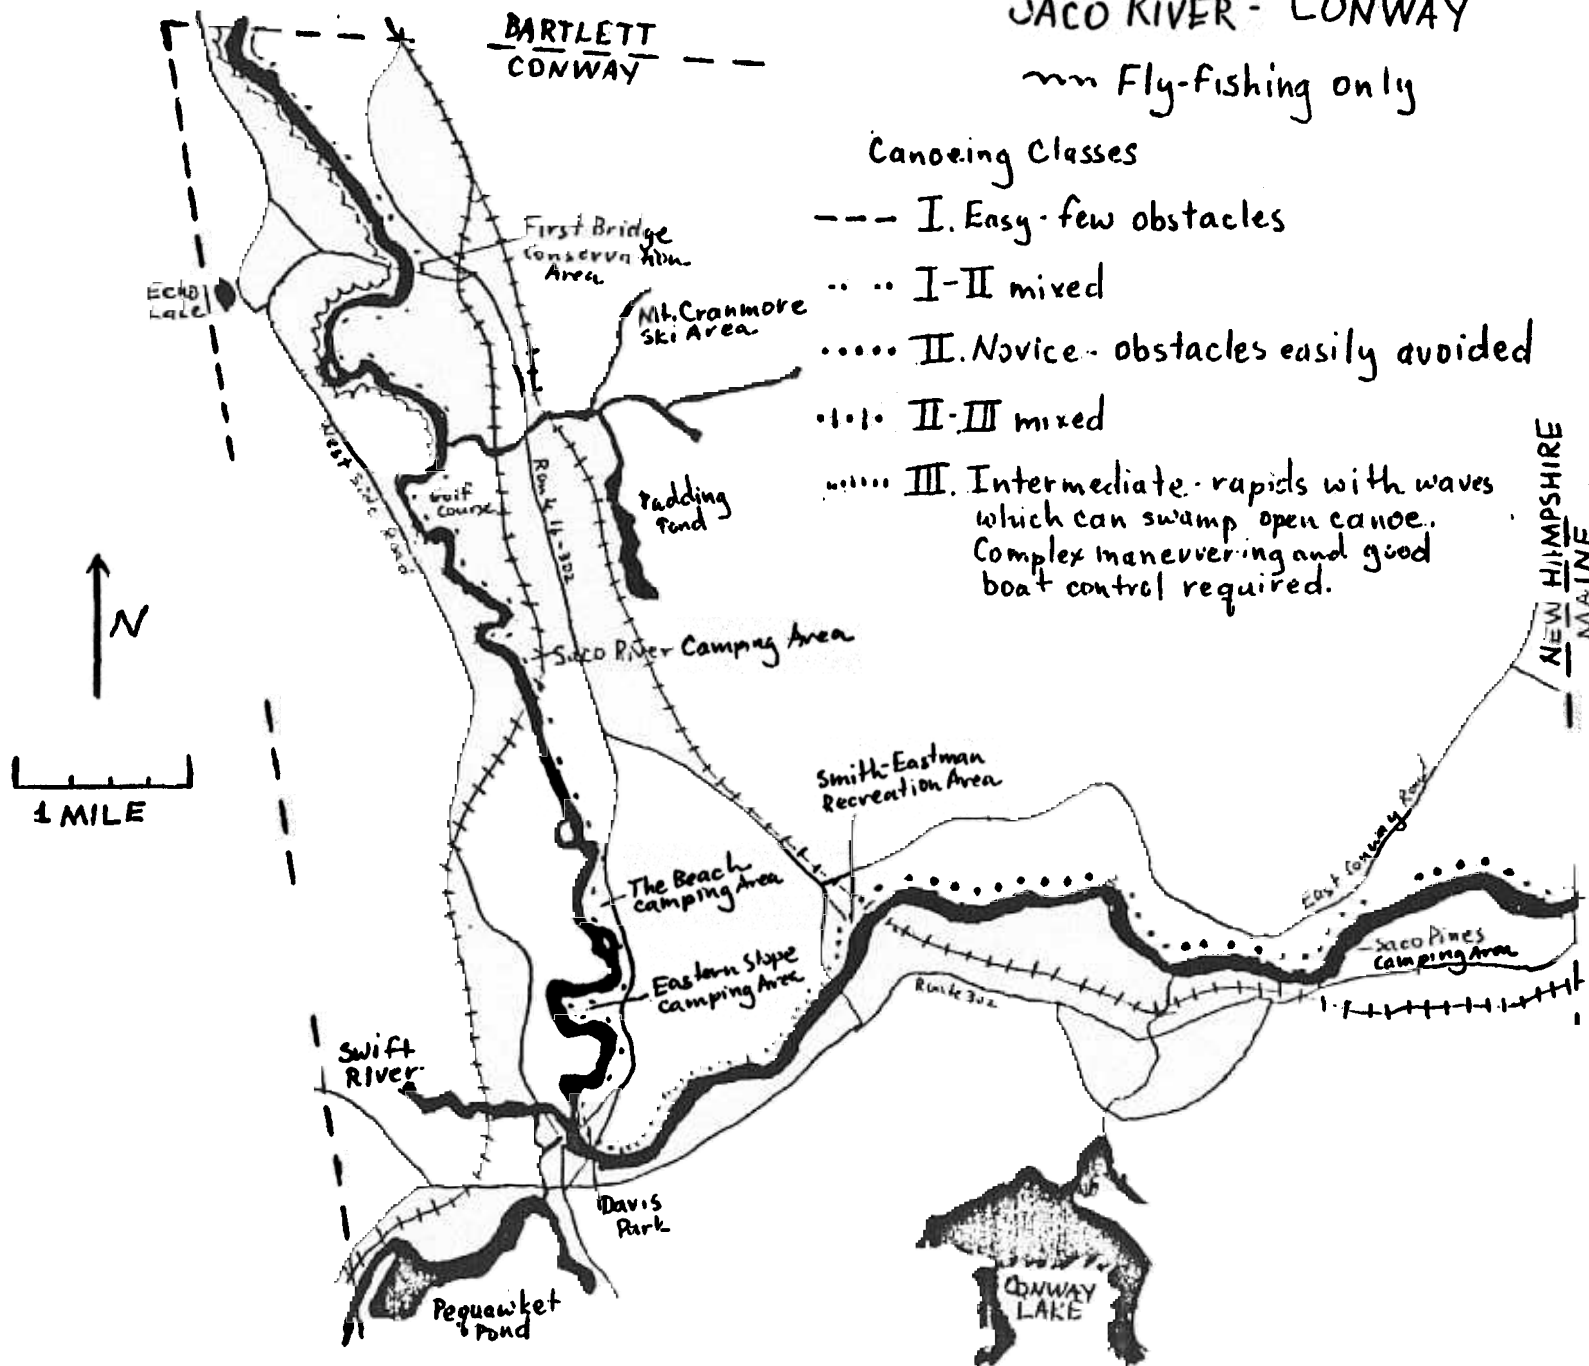 SACO RIVER - CONWAY
Fly-fishing only
Canoeing Classes
I. Easy - few obstacles
I-II mixed
II. Novice - obstacles easily avoided
II-III mixed
III. Intermediate - rapids with waves
which can swamp open canoe.
Complex maneuvering and good
boat control required.
BARTLETT
CONWAY
First Bridge
Conservation
Area
Echo
Lake
Mt. Cranmore
Ski Area
West Side Road
Golf
Course
Route 16-302
Pudding
Pond
N
Saco River Camping Area
1 MILE
NEW HAMPSHIRE
MAINE
Smith-Eastman
Recreation Area
East Conway Road
The Beach
Camping Area
Eastern Slope
Camping Area
Saco Pines
Camping Area
Route 302
Swift
River
Davis
Park
Pequawket
Pond
CONWAY
LAKE